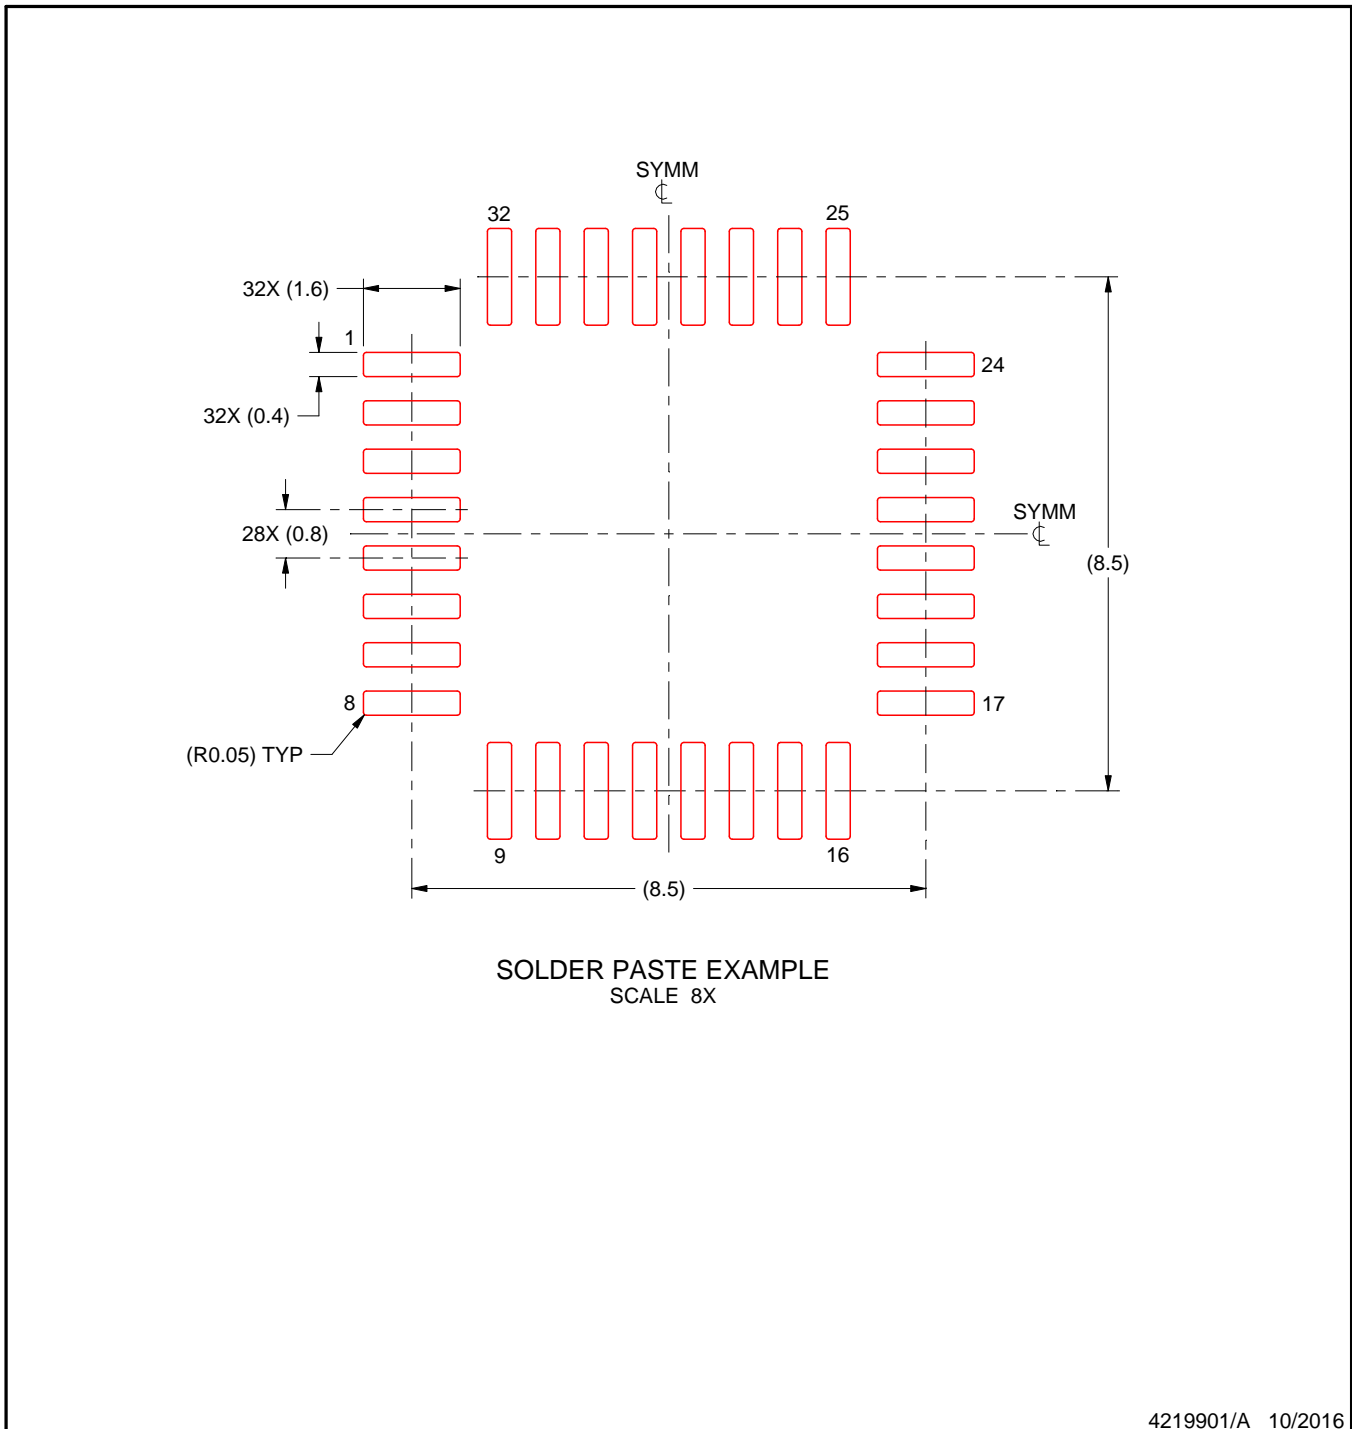 SYMM
32
25
32X (1.6)
1
24
32X (0.4)
SYMM
28X (0.8)
(8.5)
8
17
(R0.05) TYP
9
16
(8.5)
SOLDER PASTE EXAMPLE
SCALE 8X
4219901/A 10/2016